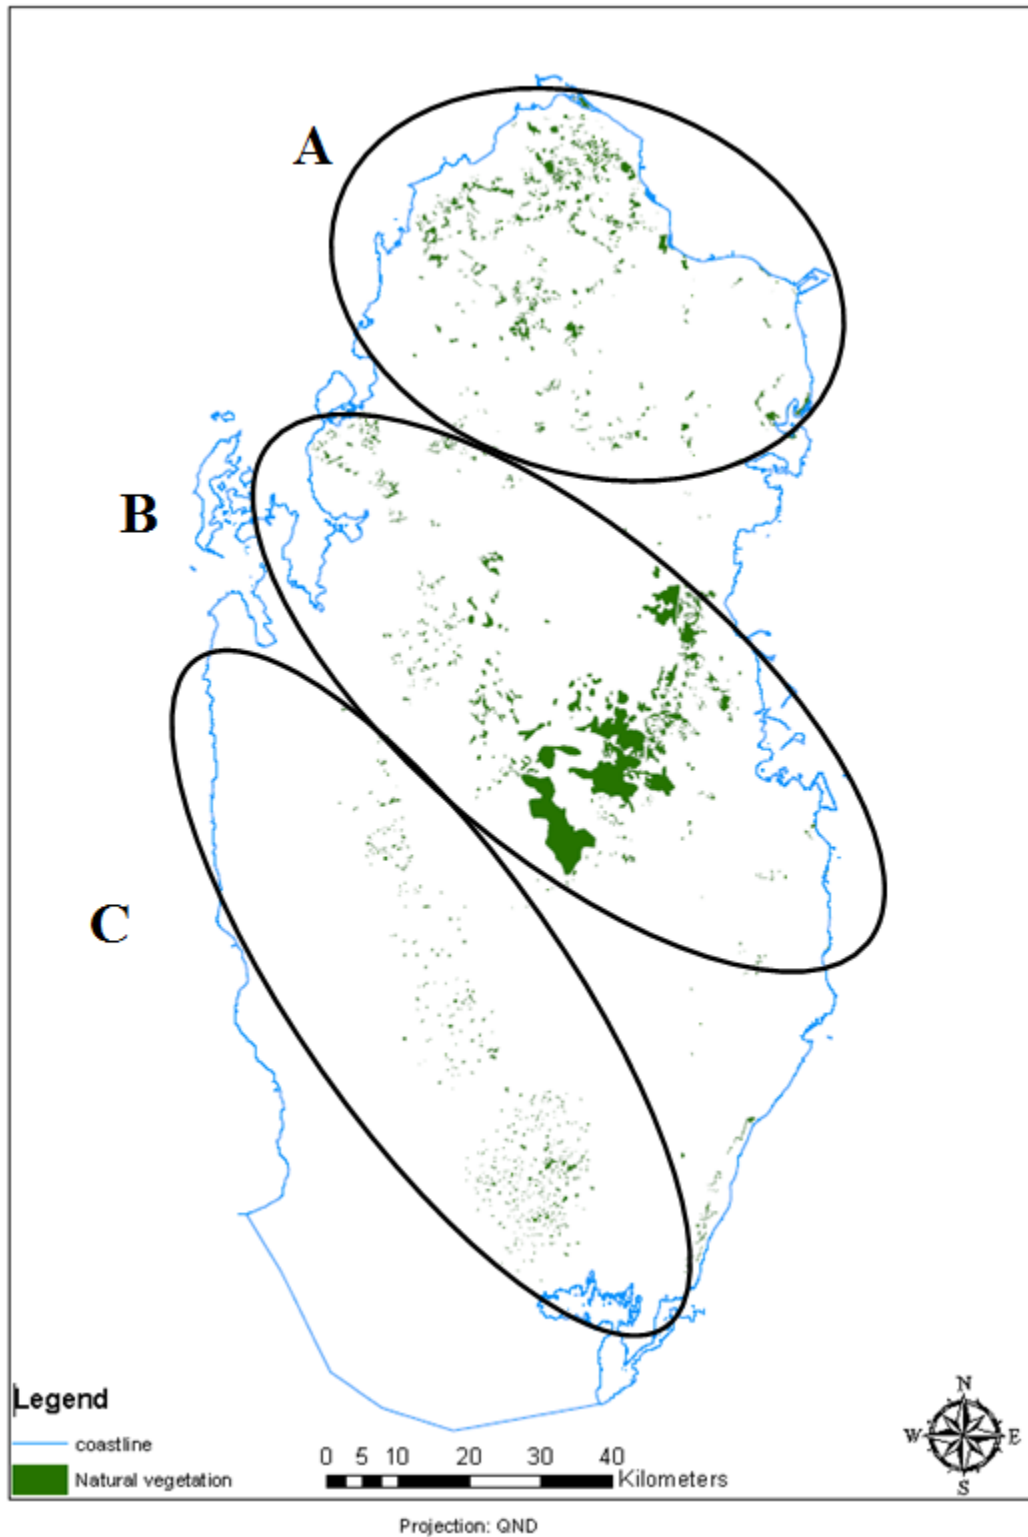 A
B
C
N
W E
S
Legend
coastline
Natural vegetation
0 5 10 20 30 40
Kilometers
Projection: QND